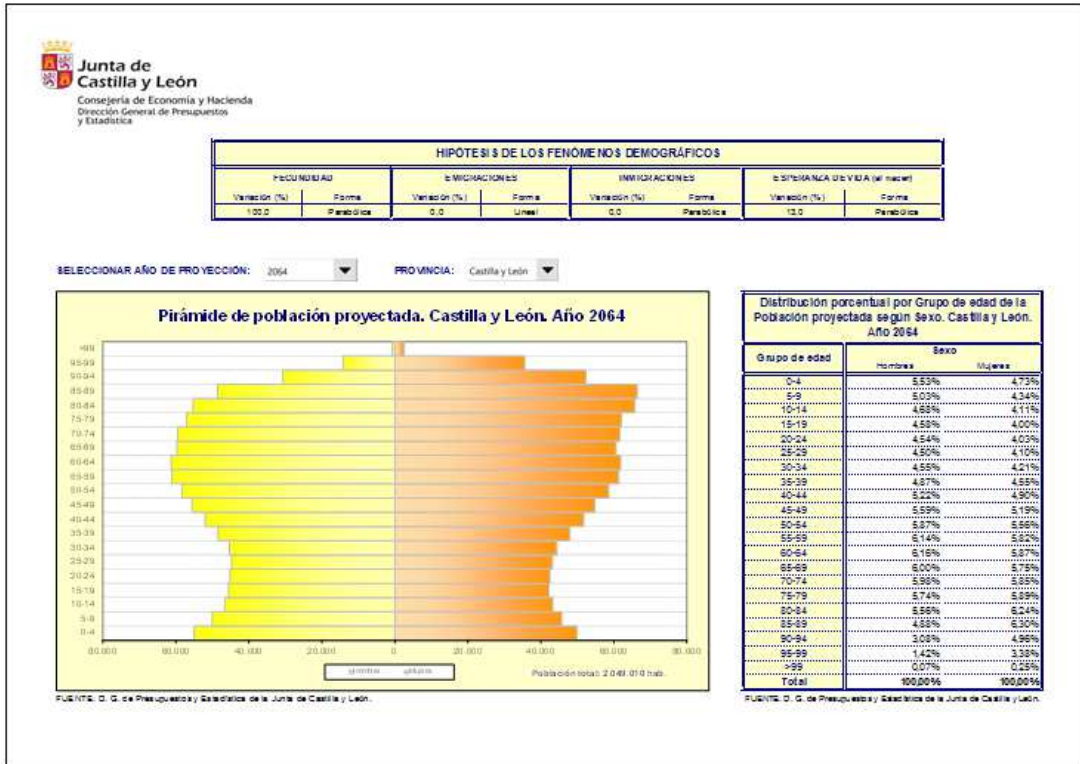 Junta de
Castilla y León
Consejería de Economía y Hacienda
Dirección General de Presupuestos
y Estadística
HIPÓTESIS DE LOS FENÓMENOS DEMOGRÁFICOS
FECUNDIDAD EMIGRACIONES INMIGRACIONES ESPERANZA DE VIDA (al nacer)
Variación (%) Forma Variación (%) Forma Variación (%) Forma Variación (%) Forma
100,0 Parabólica 0,0 Lineal 0,0 Parabólica 13,0 Parabólica
SELECCIONAR AÑO DE PROYECCIÓN: 2064 PROVINCIA: Castilla y León
Pirámide de población proyectada. Castilla y León. Año 2064
>99
95-99
90-94
85-89
80-84
75-79
70-74
65-69
60-64
55-59
50-54
45-49
40-44
35-39
30-34
25-29
20-24
15-19
10-14
5-9
0-4
80.000 60.000 40.000 20.000 0 20.000 40.000 60.000 80.000
Población total: 2.049.010 hab.
FUENTE: D. G. de Presupuestos y Estadística de la Junta de Castilla y León.
Distribución porcentual por Grupo de edad de la
Población proyectada según Sexo. Castilla y León.
Año 2064
Grupo de edad Sexo
Hombres Mujeres
0-4 5,53% 4,73%
5-9 5,03% 4,34%
10-14 4,68% 4,11%
15-19 4,58% 4,00%
20-24 4,54% 4,03%
25-29 4,50% 4,10%
30-34 4,55% 4,21%
35-39 4,87% 4,55%
40-44 5,22% 4,90%
45-49 5,59% 5,19%
50-54 5,87% 5,56%
55-59 6,14% 5,82%
60-64 6,16% 5,87%
65-69 6,00% 5,75%
70-74 5,98% 5,85%
75-79 5,74% 5,89%
80-84 5,56% 6,24%
85-89 4,88% 6,30%
90-94 3,08% 4,96%
95-99 1,42% 3,38%
>99 0,07% 0,25%
Total 100,00% 100,00%
FUENTE: D. G. de Presupuestos y Estadística de la Junta de Castilla y León.